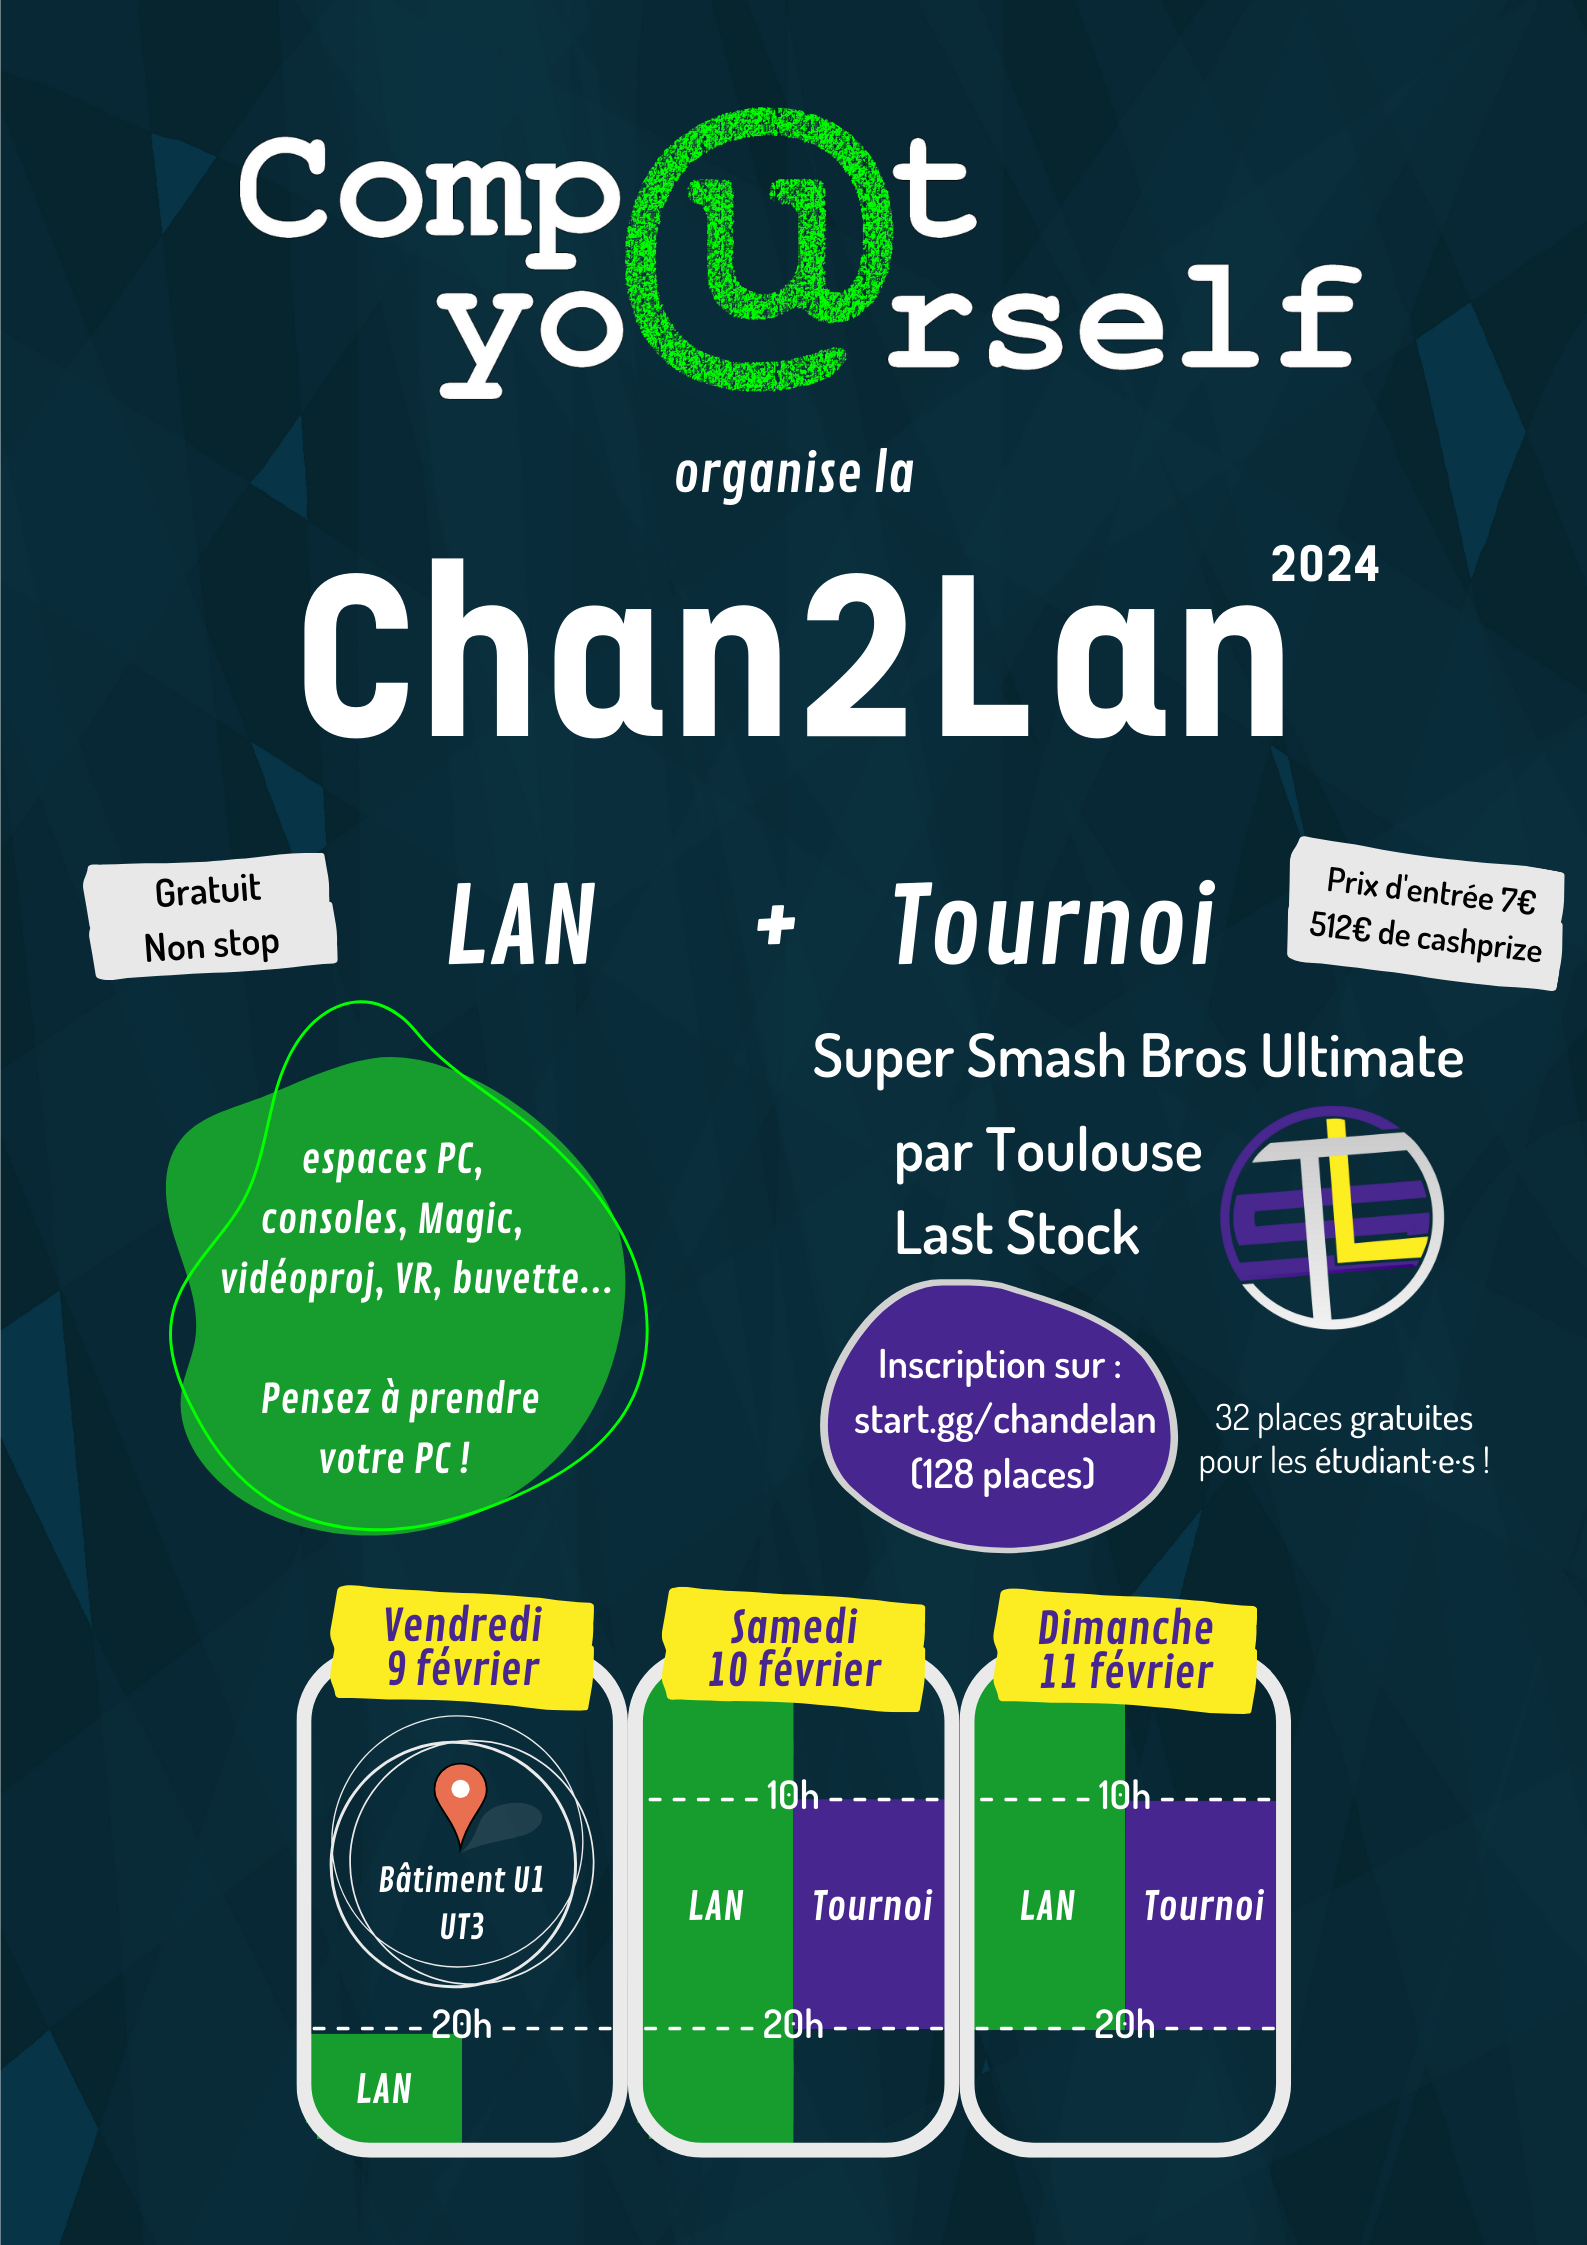 Comp@ut
yo@urself
organise la
Chan2Lan
2024
Gratuit
Non stop
LAN + Tournoi
Prix d'entrée 7€
512€ de cashprize
espaces PC,
consoles, Magic,
vidéoproj, VR, buvette...
Pensez à prendre
votre PC !
Super Smash Bros Ultimate
par Toulouse
Last Stock
TLS
Inscription sur :
start.gg/chandelan
(128 places)
32 places gratuites
pour les étudiant·e·s !
Vendredi
9 février
Bâtiment U1
UT3
20h
LAN
Samedi
10 février
10h
LAN Tournoi
20h
Dimanche
11 février
10h
LAN Tournoi
20h